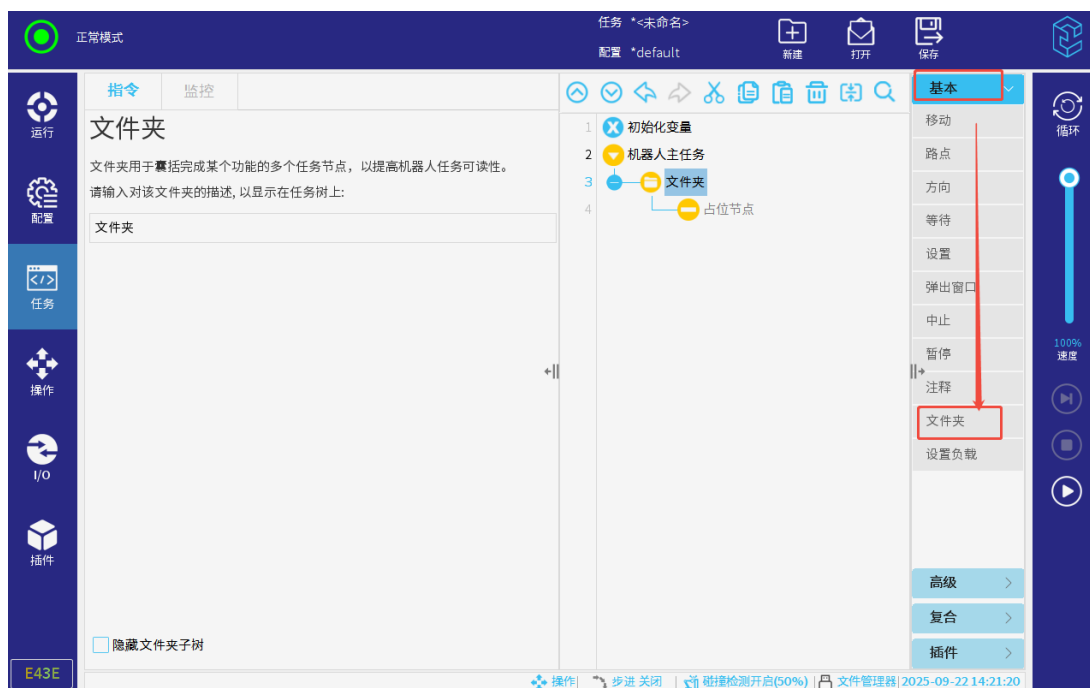 正常模式
任务 *<未命名>
配置 *default
新建
打开
保存
运行
配置
任务
操作
I/O
插件
E43E
指令
监控
文件夹
文件夹用于囊括完成某个功能的多个任务节点，以提高机器人任务可读性。
请输入对该文件夹的描述, 以显示在任务树上:
文件夹
隐藏文件夹子树
1 初始化变量
2 机器人主任务
3 文件夹
4 占位节点
基本
移动
路点
方向
等待
设置
弹出窗口
中止
暂停
注释
文件夹
设置负载
高级
复合
插件
循环
100%
速度
操作| 步进 关闭 | 碰撞检测开启(50%) | 文件管理器|2025-09-22 14:21:20